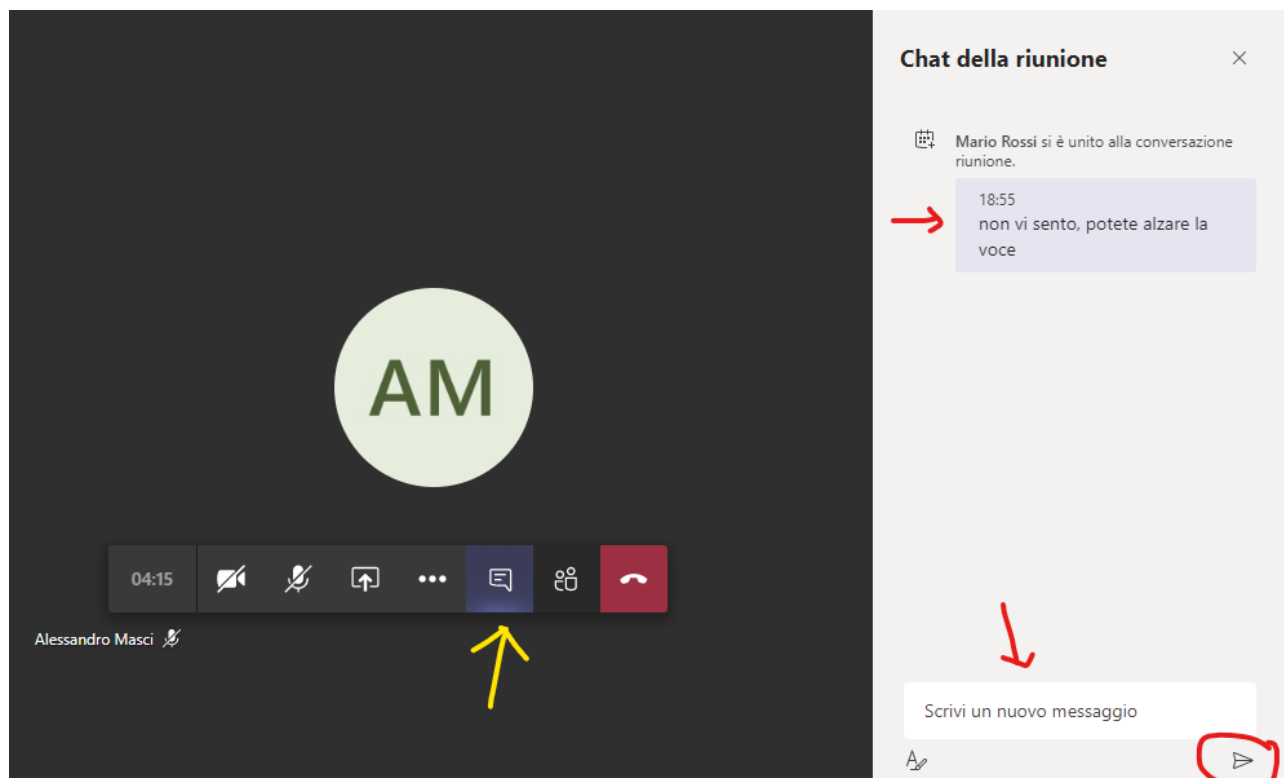 Chat della riunione
Mario Rossi si è unito alla conversazione
riunione.
18:55
non vi sento, potete alzare la
voce
AM
04:15
Alessandro Masci
Scrivi un nuovo messaggio